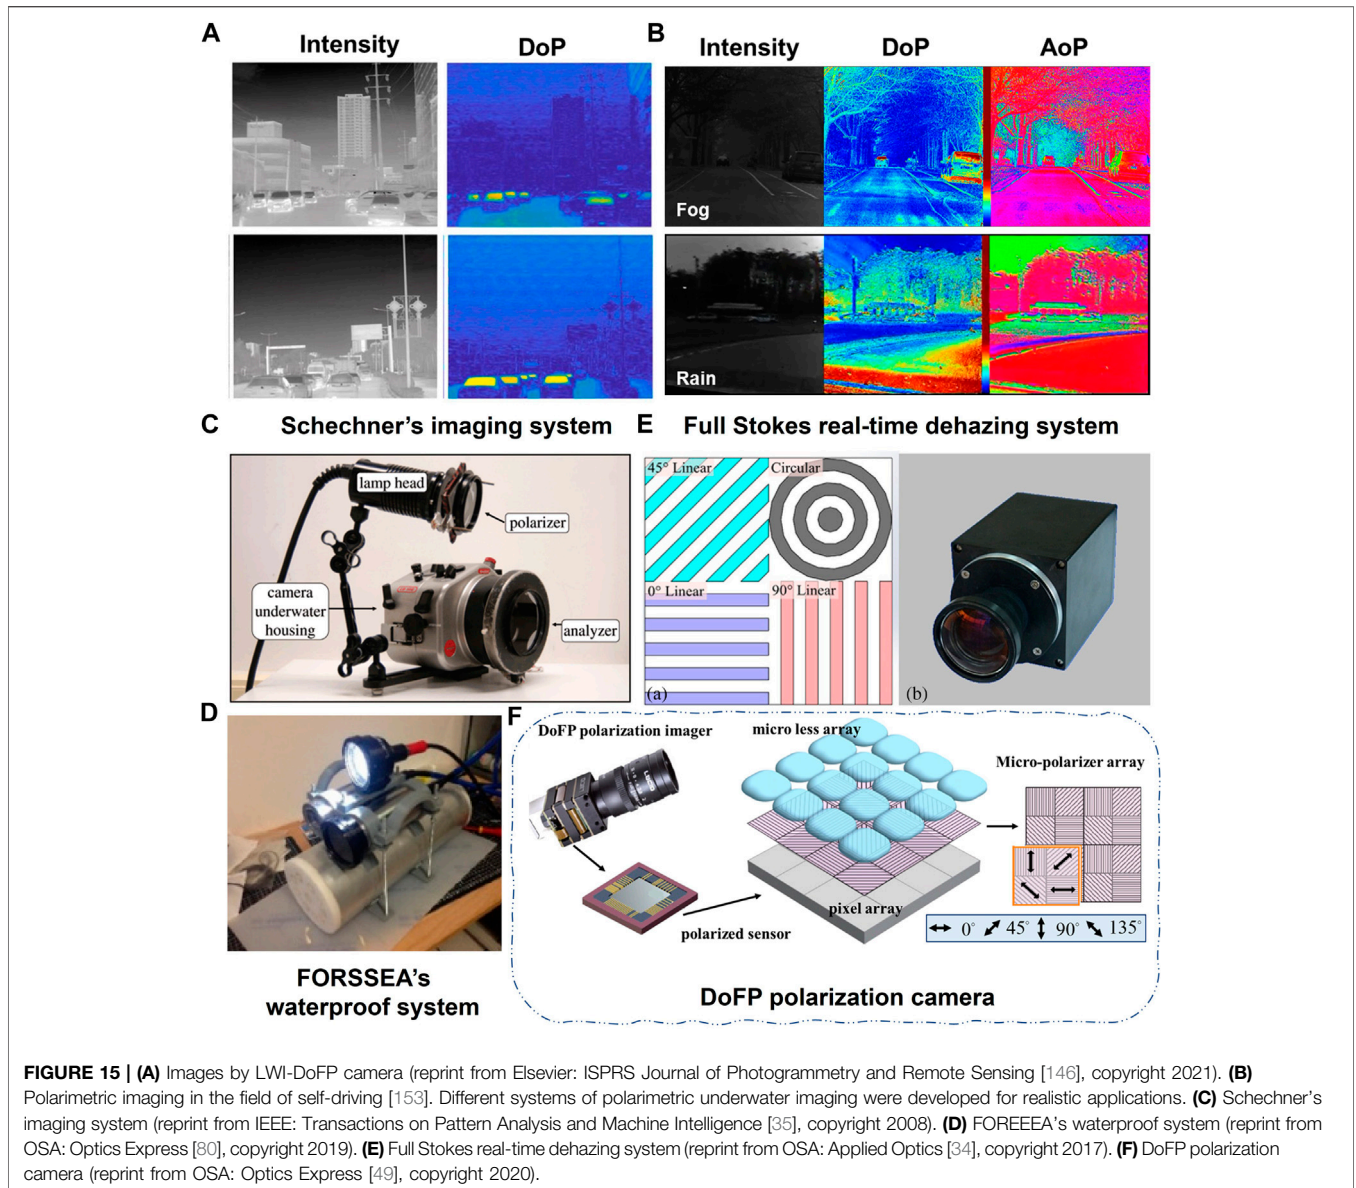 A
Intensity
DoP
B
Intensity
DoP
AoP
Fog
Rain
C
Schechner's imaging system
lamp head
polarizer
camera
underwater
housing
analyzer
E
Full Stokes real-time dehazing system
45° Linear
Circular
0° Linear
90° Linear
(a)
(b)
D
FORSSEA's
waterproof system
F
DoFP polarization imager
micro less array
Micro-polarizer array
pixel array
polarized sensor
0° 45° 90° 135°
DoFP polarization camera
FIGURE 15 | (A) Images by LWI-DoFP camera (reprint from Elsevier: ISPRS Journal of Photogrammetry and Remote Sensing [146], copyright 2021). (B)
Polarimetric imaging in the field of self-driving [153]. Different systems of polarimetric underwater imaging were developed for realistic applications. (C) Schechner's
imaging system (reprint from IEEE: Transactions on Pattern Analysis and Machine Intelligence [35], copyright 2008). (D) FOREEEA's waterproof system (reprint from
OSA: Optics Express [80], copyright 2019). (E) Full Stokes real-time dehazing system (reprint from OSA: Applied Optics [34], copyright 2017). (F) DoFP polarization
camera (reprint from OSA: Optics Express [49], copyright 2020).